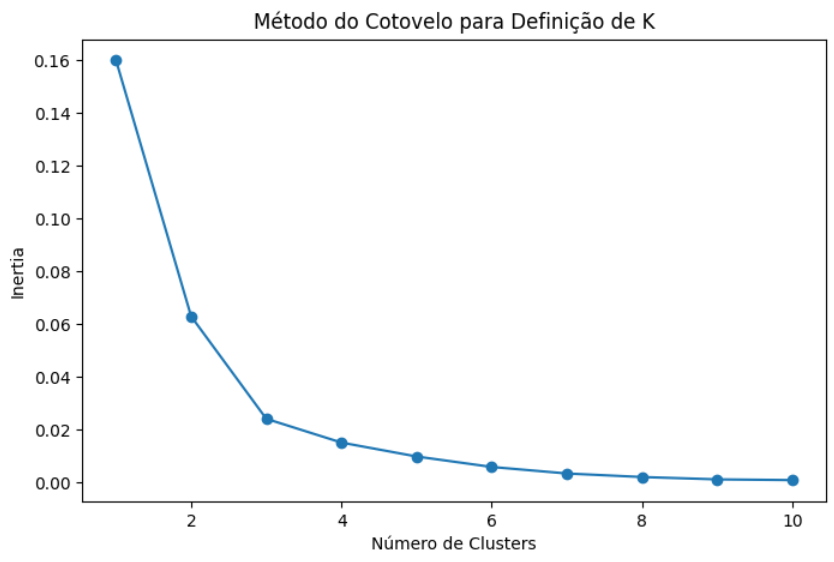 Método do Cotovelo para Definição de K
0.16
0.14
0.12
0.10
0.08
0.06
0.04
0.02
0.00
Inertia
2 4 6 8 10
Número de Clusters